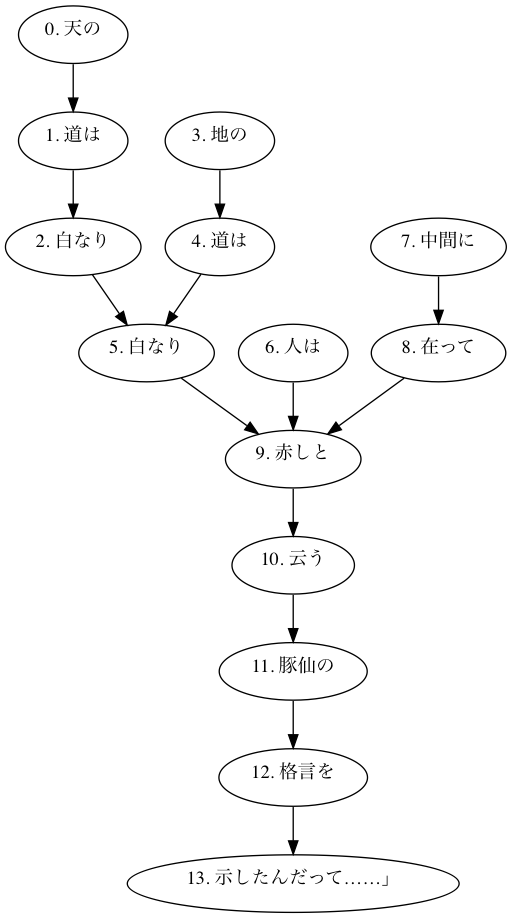 0. 天の
1. 道は
3. 地の
2. 白なり
4. 道は
7. 中間に
5. 白なり
6. 人は
8. 在って
9. 赤しと
10. 云う
11. 豚仙の
12. 格言を
13. 示したんだって……」